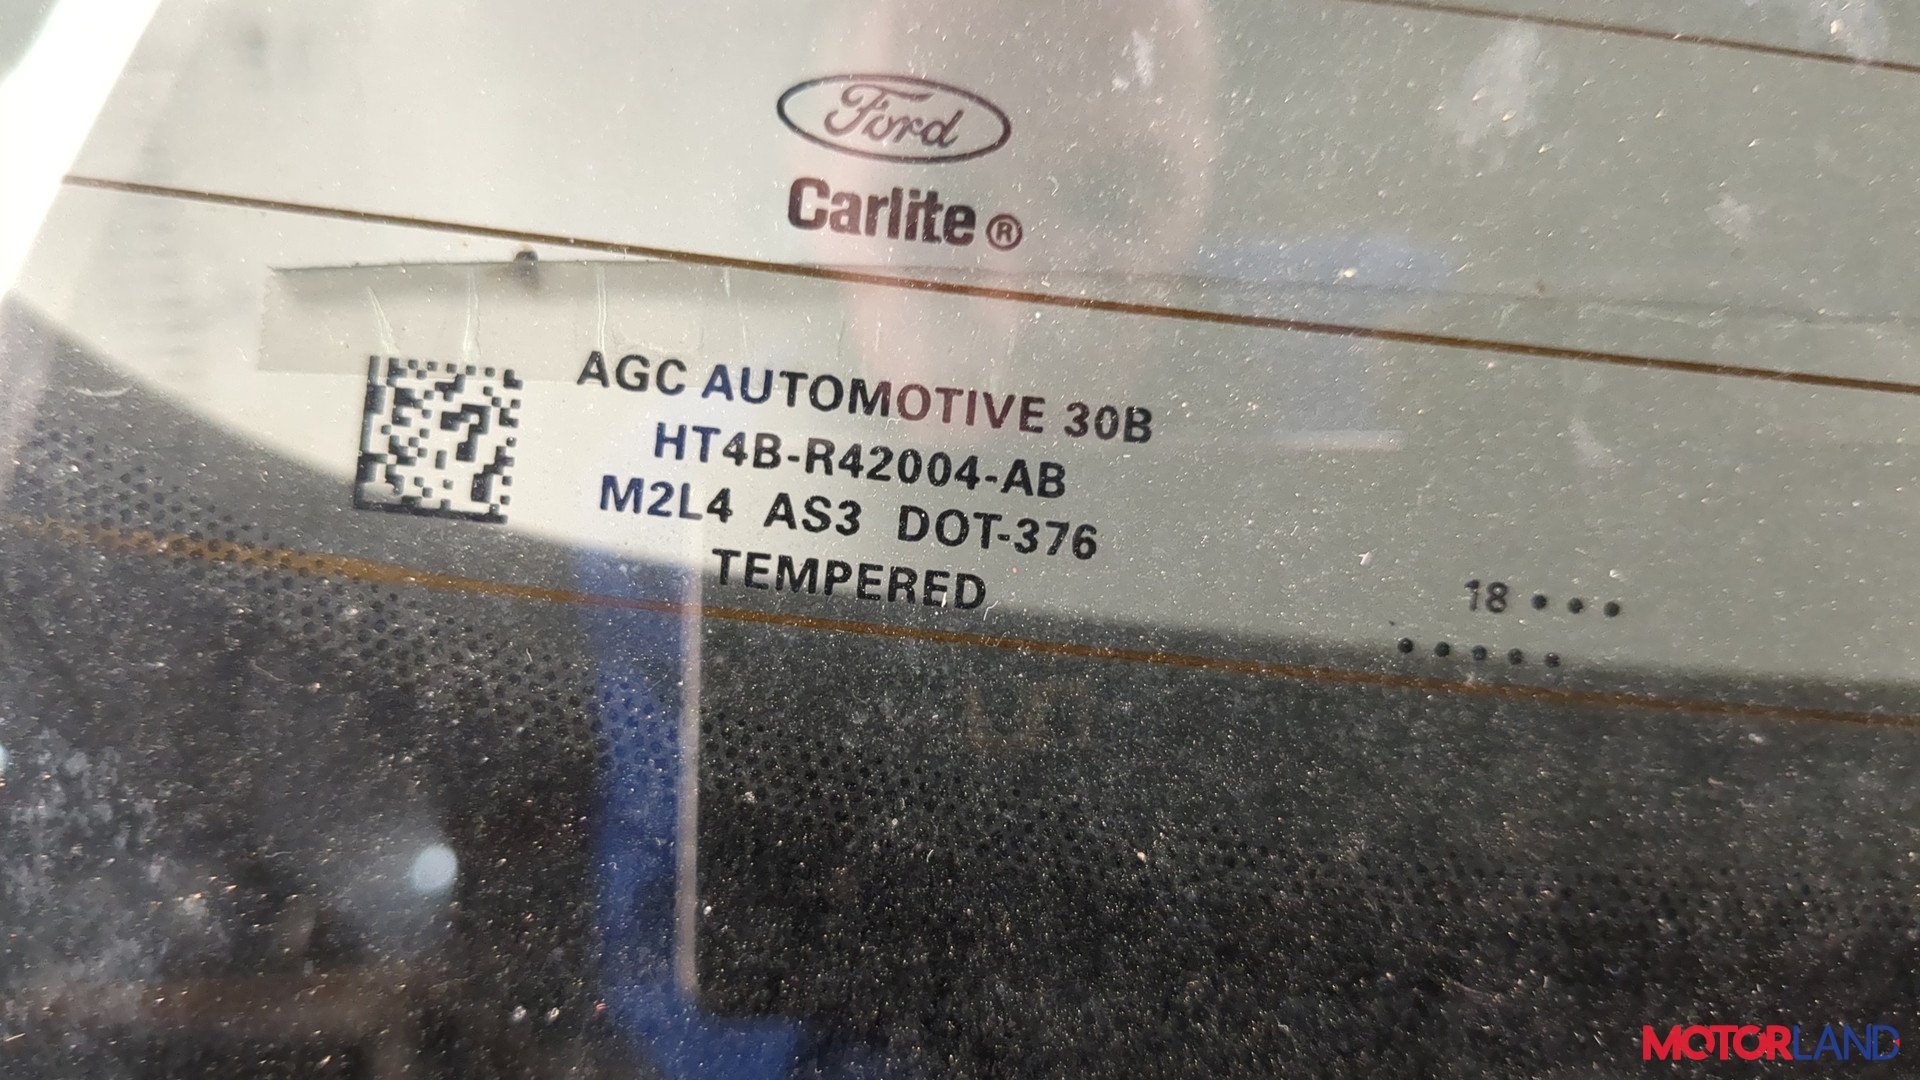 Ford
Carlite®
AGC AUTOMOTIVE 30B
HT4B-R42004-AB
M2L4 AS3 DOT-376
TEMPERED
18 • • •
• • • • •
MOTORLAND